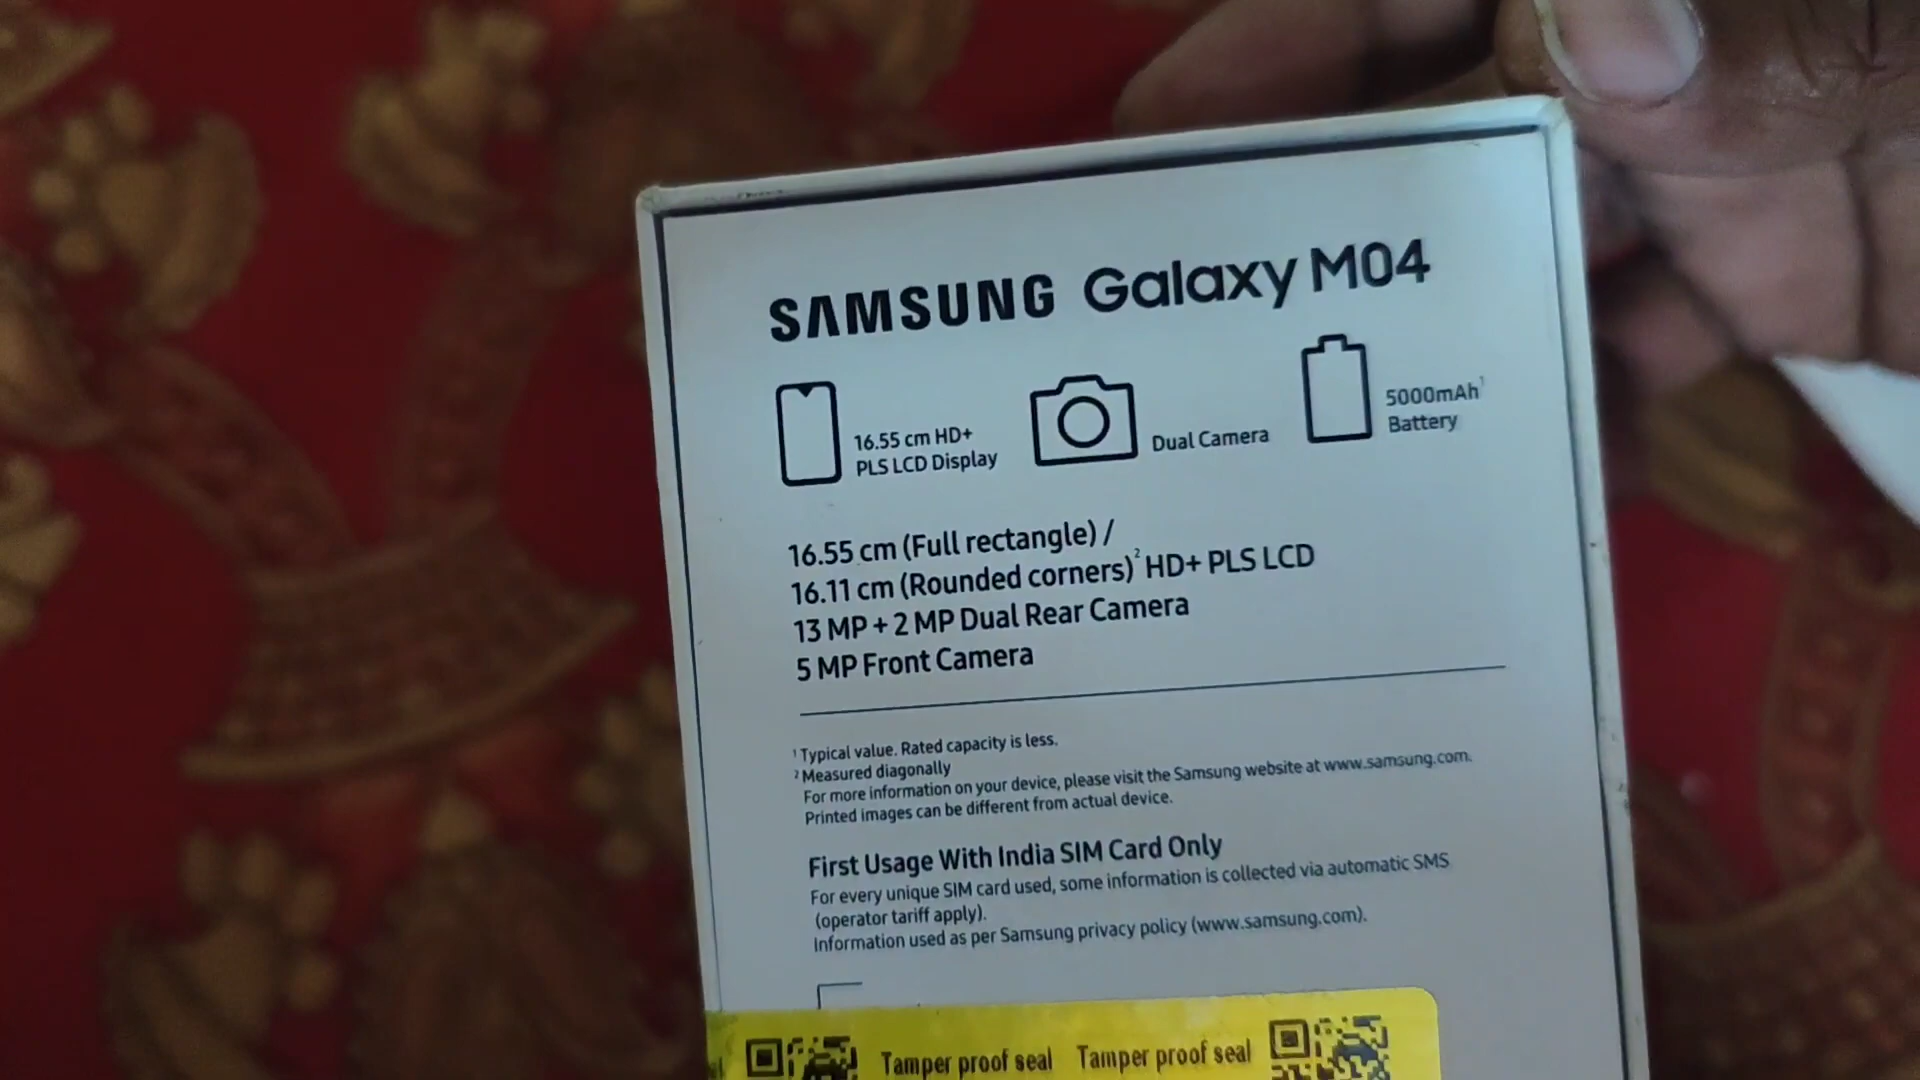 SAMSUNG Galaxy M04
16.55 cm HD+
PLS LCD Display
Dual Camera
5000mAh¹
Battery
16.55 cm (Full rectangle) /
16.11 cm (Rounded corners)² HD+ PLS LCD
13 MP + 2 MP Dual Rear Camera
5 MP Front Camera
¹ Typical value. Rated capacity is less.
² Measured diagonally
For more information on your device, please visit the Samsung website at www.samsung.com.
Printed images can be different from actual device.
First Usage With India SIM Card Only
For every unique SIM card used, some information is collected via automatic SMS
(operator tariff apply).
Information used as per Samsung privacy policy (www.samsung.com).
Tamper proof seal Tamper proof seal